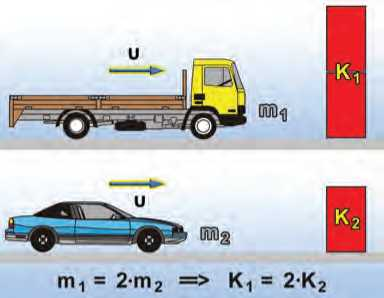 υ
m₁
K₁
υ
m₂
K₂
m₁ = 2·m₂ => K₁ = 2·K₂